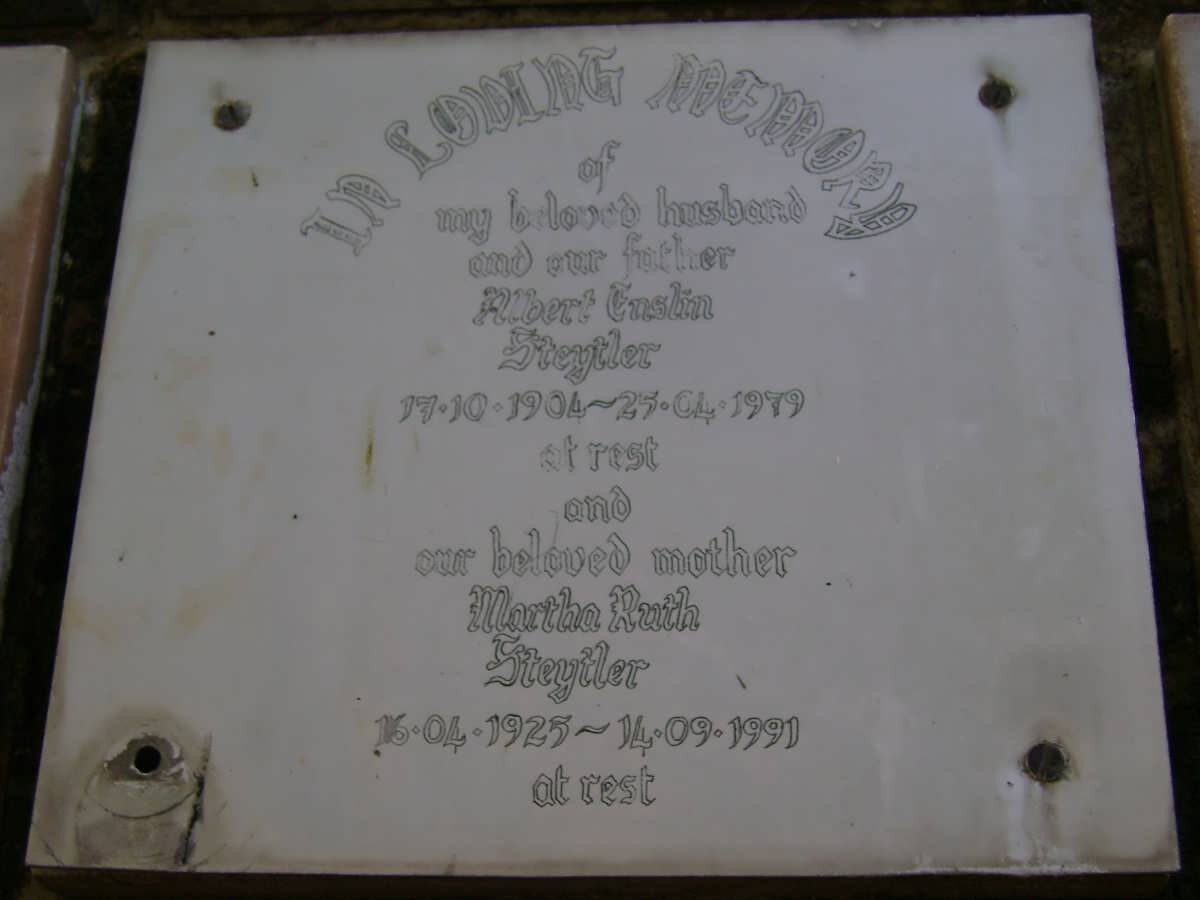 IN LOVING MEMORY
of
my beloved husband
and our father
Albert Enslin
Steytler
17·10·1904~25·04·1979
at rest
and
our beloved mother
Martha Ruth
Steytler
16·04·1925~14·09·1991
at rest